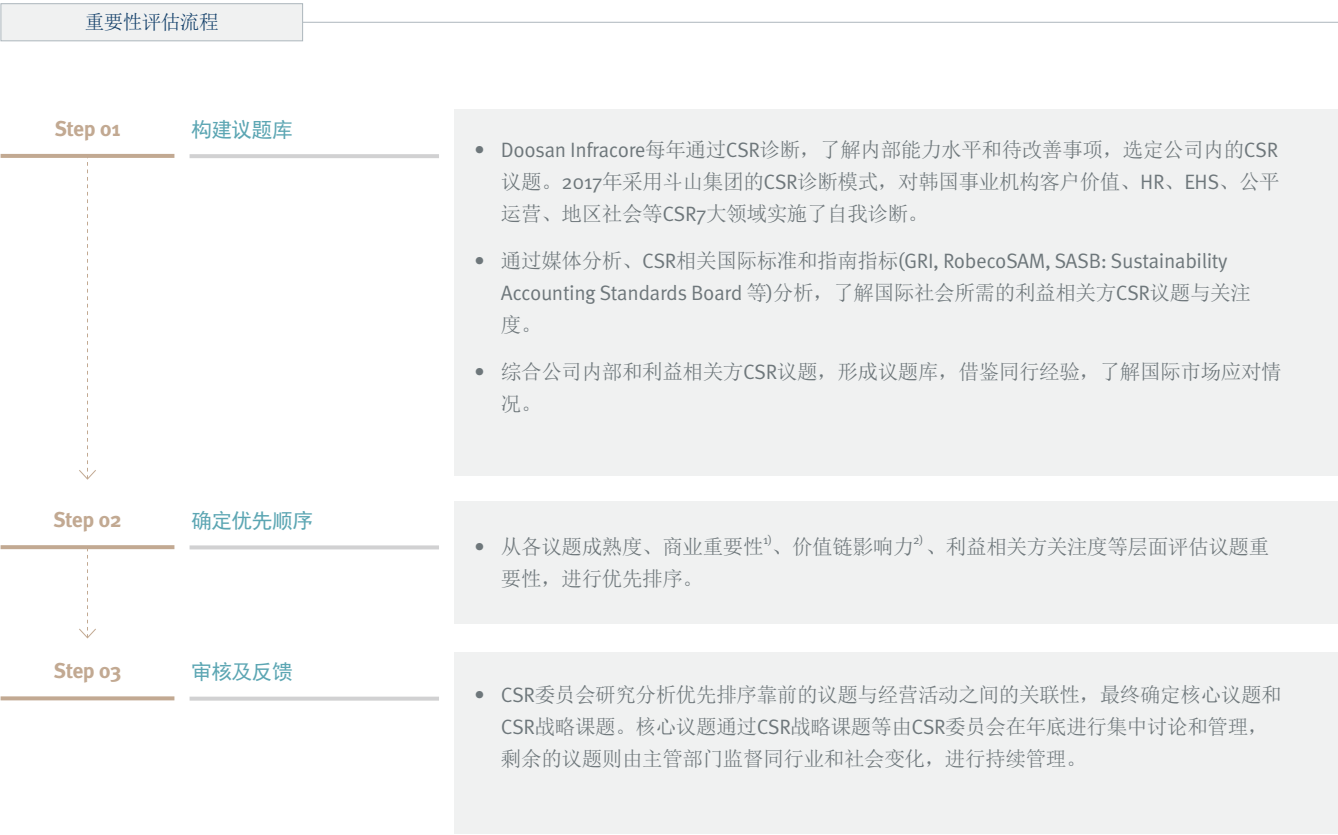 重要性评估流程
Step 01
构建议题库
• Doosan Infracore每年通过CSR诊断，了解内部能力水平和待改善事项，选定公司内的CSR
议题。2017年采用斗山集团的CSR诊断模式，对韩国事业机构客户价值、HR、EHS、公平
运营、地区社会等CSR7大领域实施了自我诊断。
• 通过媒体分析、CSR相关国际标准和指南指标(GRI, RobecoSAM, SASB: Sustainability
Accounting Standards Board 等)分析，了解国际社会所需的利益相关方CSR议题与关注
度。
• 综合公司内部和利益相关方CSR议题，形成议题库，借鉴同行经验，了解国际市场应对情
况。
Step 02
确定优先顺序
• 从各议题成熟度、商业重要性¹⁾、价值链影响力²⁾、利益相关方关注度等层面评估议题重
要性，进行优先排序。
Step 03
审核及反馈
• CSR委员会研究分析优先排序靠前的议题与经营活动之间的关联性，最终确定核心议题和
CSR战略课题。核心议题通过CSR战略课题等由CSR委员会在年底进行集中讨论和管理，
剩余的议题则由主管部门监督同行业和社会变化，进行持续管理。